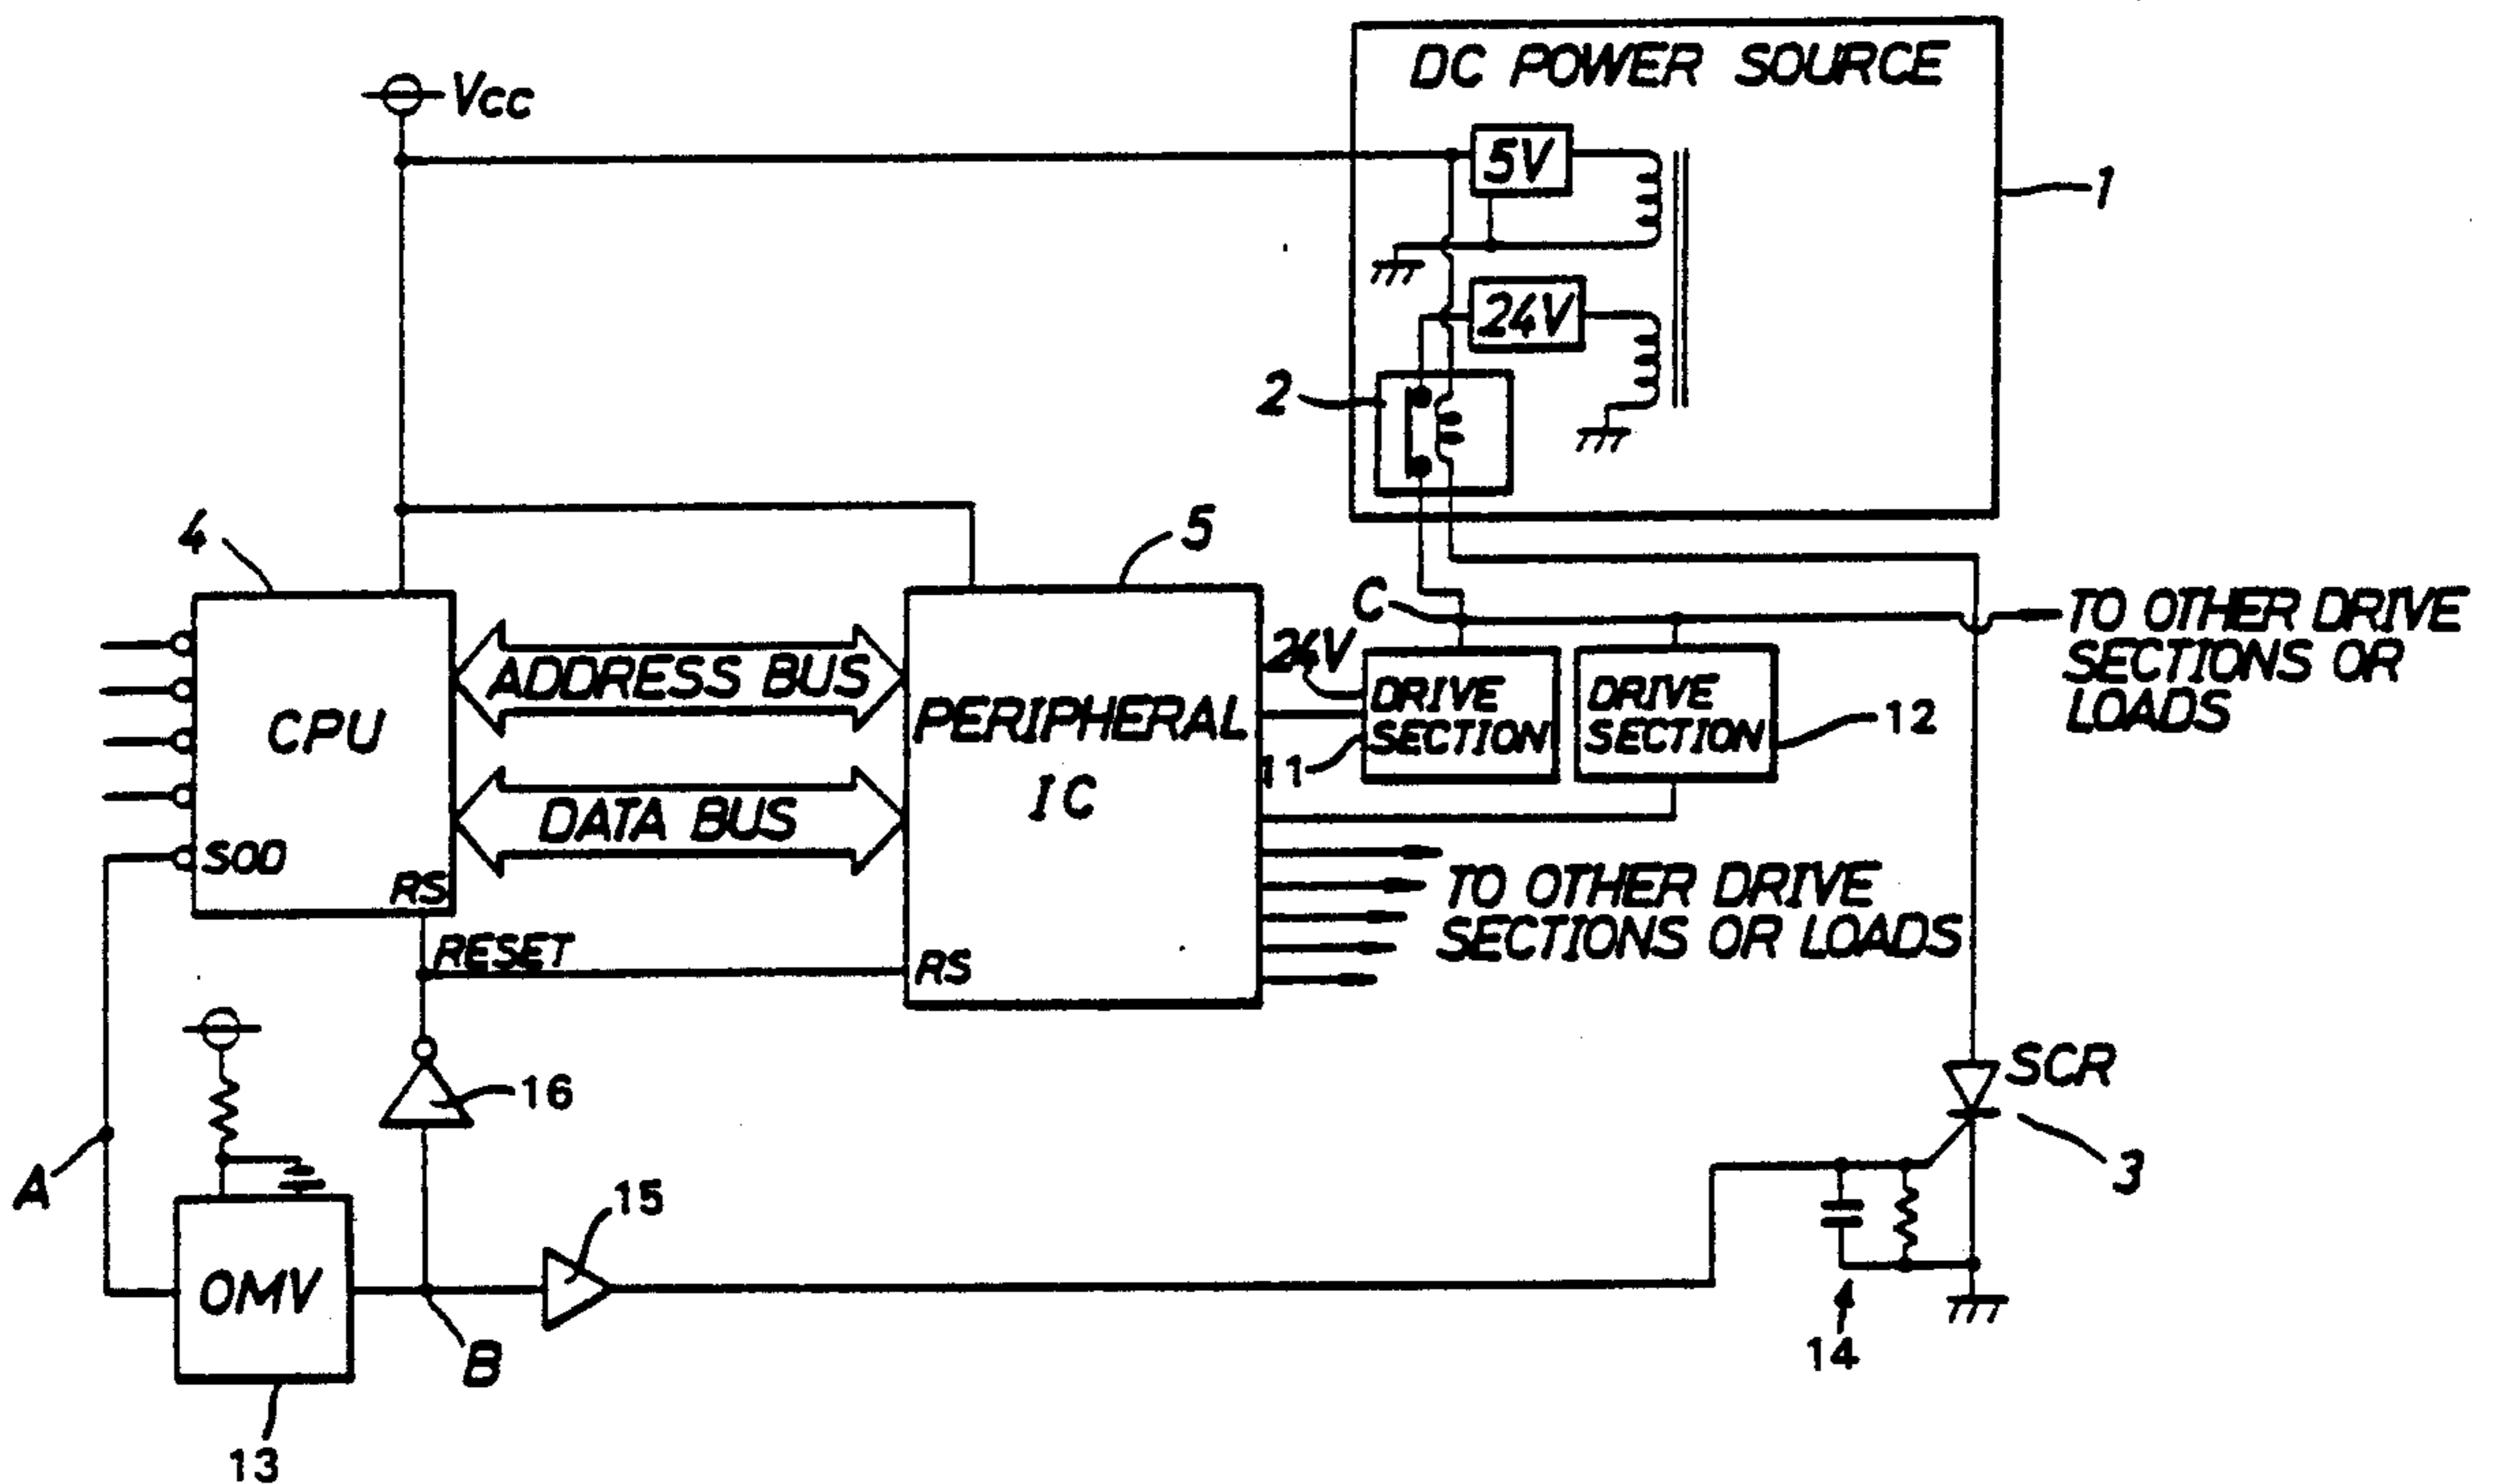 DC POWER SOURCE
Vcc
5V
1
24V
2
4
5
C
TO OTHER DRIVE
SECTIONS OR
LOADS
24V
ADDRESS BUS
CPU
PERIPHERAL
IC
DRIVE
SECTION
DRIVE
SECTION
12
11
DATA BUS
SOD
RS
TO OTHER DRIVE
SECTIONS OR LOADS
RESET
RS
SCR
16
A
3
15
OMV
B
14
13